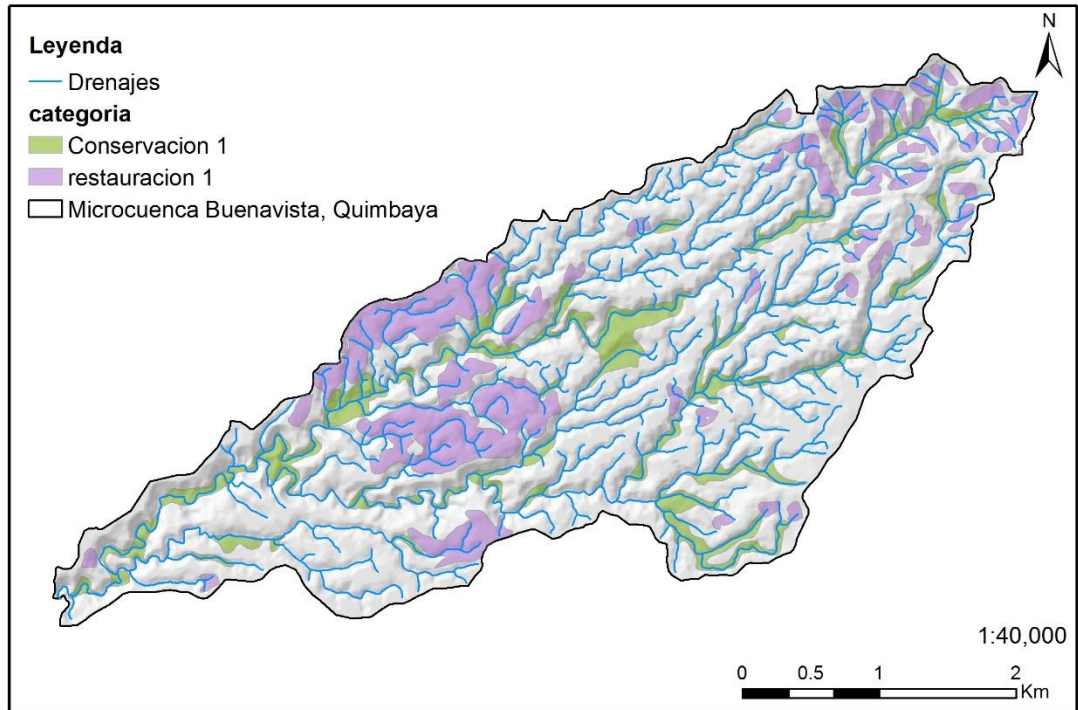 Leyenda
Drenajes
categoria
Conservacion 1
restauracion 1
Microcuenca Buenavista, Quimbaya
N
1:40,000
0 0.5 1 2
Km